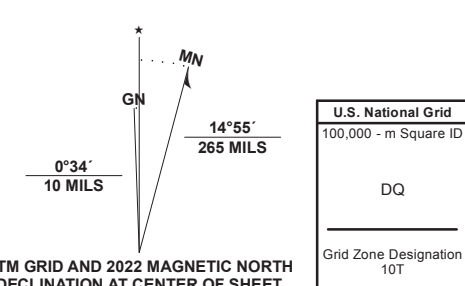 ★
MN
GN
14°55´
265 MILS
0°34´
10 MILS
TM GRID AND 2022 MAGNETIC NORTH
DECLINATION AT CENTER OF SHEET
U.S. National Grid
100,000 - m Square ID
DQ
Grid Zone Designation
10T